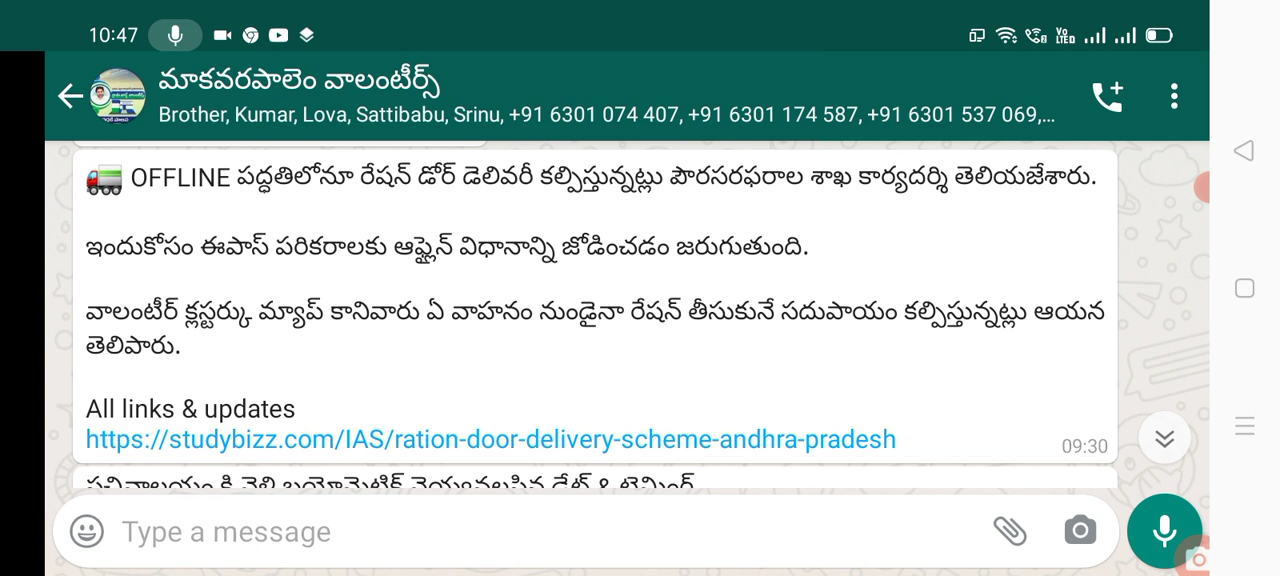 10:47
మాకవరపాలెం వాలంటీర్స్
Brother, Kumar, Lova, Sattibabu, Srinu, +91 6301 074 407, +91 6301 174 587, +91 6301 537 069,...
OFFLINE పద్ధతిలోనూ రేషన్ డోర్ డెలివరీ కల్పిస్తున్నట్లు పౌరసరఫరాల శాఖ కార్యదర్శి తెలియజేశారు.
ఇందుకోసం ఈపాస్ పరికరాలకు ఆఫ్లైన్ విధానాన్ని జోడించడం జరుగుతుంది.
వాలంటీర్ క్లస్టర్కు మ్యాప్ కానివారు ఏ వాహనం నుండైనా రేషన్ తీసుకునే సదుపాయం కల్పిస్తున్నట్లు ఆయన
తెలిపారు.
All links & updates
https://studybizz.com/IAS/ration-door-delivery-scheme-andhra-pradesh
09:30
Type a message